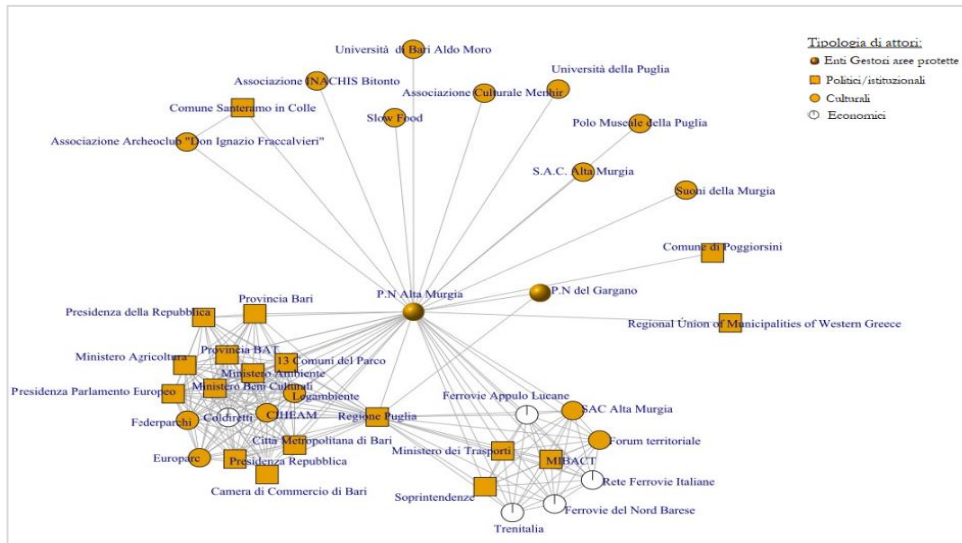 Università di Bari Aldo Moro
Tipologia di attori:
Enti Gestori aree protette
Politici/istituzionali
Culturali
Economici
Associazione INACHIS Bitonto
Università della Puglia
Associazione Culturale Menhir
Comune Santeramo in Colle
Slow Food
Polo Museale della Puglia
Associazione Archeoclub "Don Ignazio Fraccalvieri"
S.A.C. Alta Murgia
Suoni della Murgia
Comune di Poggiorsini
P.N Alta Murgia
P.N del Gargano
Provincia Bari
Presidenza della Repubblica
Regional Union of Municipalities of Western Greece
Provincia BAT
Ministero Agricoltura
13 Comuni del Parco
Ministero Ambiente
Presidenza Parlamento Europeo
Ministero Beni Culturali
Legambiente
Ferrovie Appulo Lucane
SAC Alta Murgia
CIHEAM
Coldiretti
Federparchi
Regione Puglia
Città Metropolitana di Bari
Forum territoriale
Ministero dei Trasporti
MIBACT
Europarc
Presidenza Repubblica
Rete Ferrovie Italiane
Camera di Commercio di Bari
Soprintendenze
Ferrovie del Nord Barese
Trenitalia